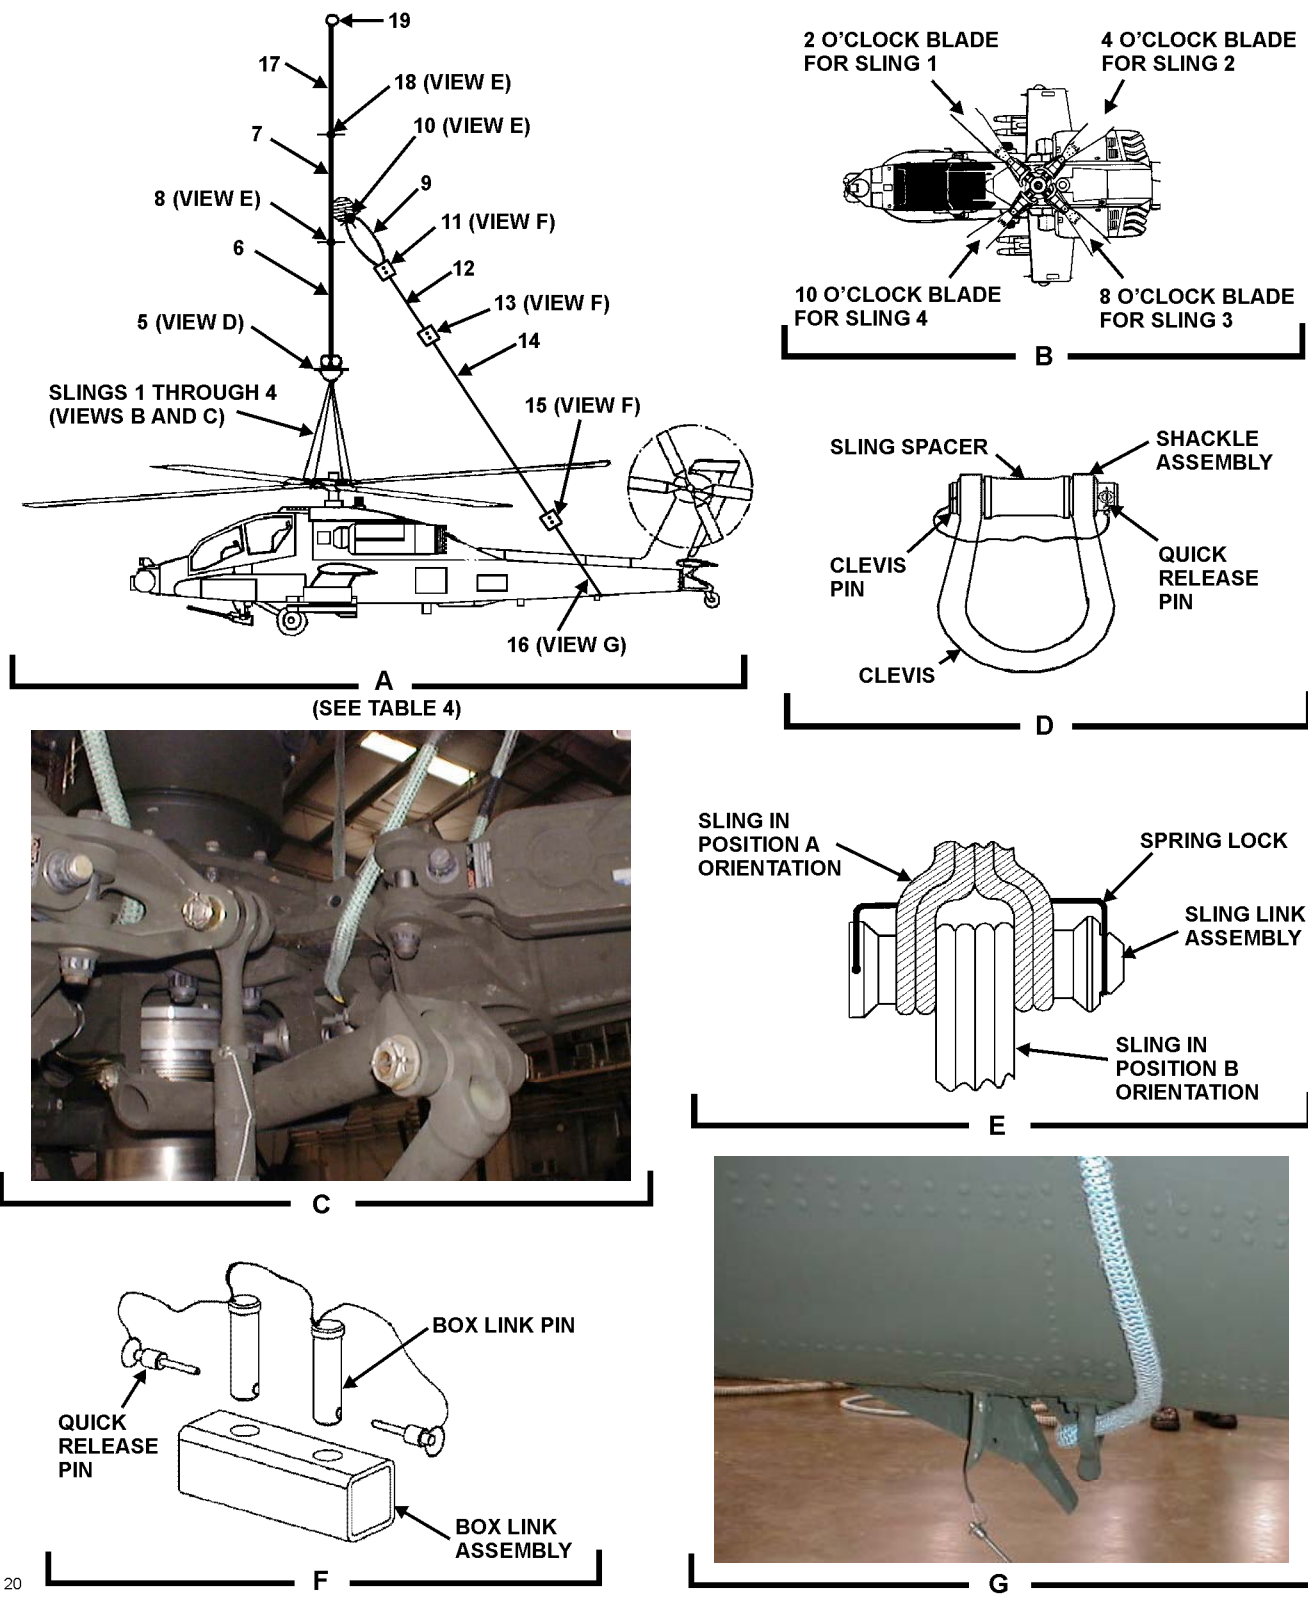 19
17
18 (VIEW E)
10 (VIEW E)
7
9
8 (VIEW E)
11 (VIEW F)
6
12
13 (VIEW F)
5 (VIEW D)
14
SLINGS 1 THROUGH 4
(VIEWS B AND C)
15 (VIEW F)
16 (VIEW G)
A
(SEE TABLE 4)
2 O'CLOCK BLADE
FOR SLING 1
4 O'CLOCK BLADE
FOR SLING 2
10 O'CLOCK BLADE
FOR SLING 4
8 O'CLOCK BLADE
FOR SLING 3
B
SLING SPACER
SHACKLE
ASSEMBLY
CLEVIS
PIN
QUICK
RELEASE
PIN
CLEVIS
D
C
SLING IN
POSITION A
ORIENTATION
SPRING LOCK
SLING LINK
ASSEMBLY
SLING IN
POSITION B
ORIENTATION
E
BOX LINK PIN
QUICK
RELEASE
PIN
BOX LINK
ASSEMBLY
F
G
20